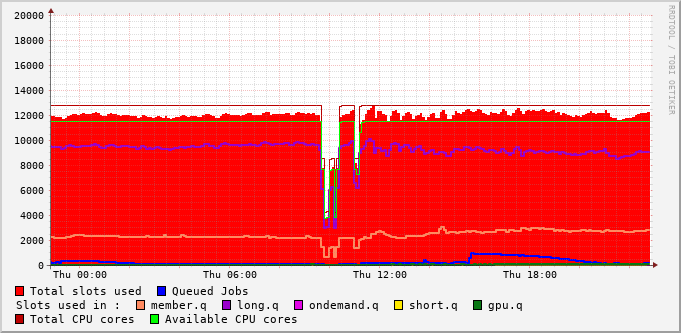 20000
18000
16000
14000
12000
10000
8000
6000
4000
2000
0
Thu 00:00 Thu 06:00 Thu 12:00 Thu 18:00
RRDTOOL / TOBI OETIKER
Total slots used Queued Jobs
Slots used in : member.q long.q ondemand.q short.q gpu.q
Total CPU cores Available CPU cores